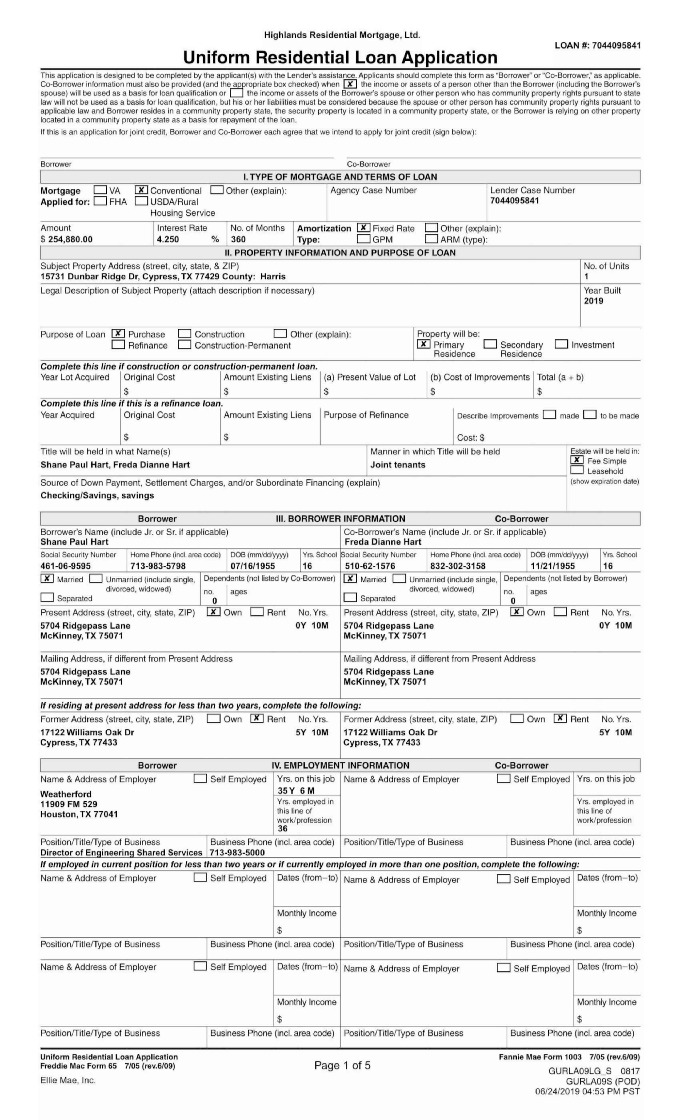 Highlands Residential Mortgage, Ltd.
LOAN #: 7044095841
Uniform Residential Loan Application
This application is designed to be completed by the applicant(s) with the Lender's assistance. Applicants should complete this form as "Borrower" or "Co-Borrower," as applicable.
Co-Borrower information must also be provided (and the appropriate box checked) when X the income or assets of a person other than the Borrower (including the Borrower's
spouse) will be used as a basis for loan qualification or the income or assets of the Borrower's spouse or other person who has community property rights pursuant to state
law will not be used as a basis for loan qualification, but his or her liabilities must be considered because the spouse or other person has community property rights pursuant to
applicable law and Borrower resides in a community property state, the security property is located in a community property state, or the Borrower is relying on other property
located in a community property state as a basis for repayment of the loan.
If this is an application for joint credit, Borrower and Co-Borrower each agree that we intend to apply for joint credit (sign below):
Borrower Co-Borrower
I. TYPE OF MORTGAGE AND TERMS OF LOAN
Mortgage VA X Conventional Other (explain): Agency Case Number Lender Case Number
Applied for: FHA USDA/Rural 7044095841
Housing Service
Amount Interest Rate No. of Months Amortization X Fixed Rate Other (explain):
$ 254,880.00 4.250 % 360 Type: GPM ARM (type):
II. PROPERTY INFORMATION AND PURPOSE OF LOAN
Subject Property Address (street, city, state, & ZIP) No. of Units
15731 Dunbar Ridge Dr, Cypress, TX 77429 County: Harris 1
Legal Description of Subject Property (attach description if necessary) Year Built
2019
Purpose of Loan X Purchase Construction Other (explain): Property will be:
Refinance Construction-Permanent X Primary Residence Secondary Residence Investment
Complete this line if construction or construction-permanent loan.
Year Lot Acquired Original Cost Amount Existing Liens (a) Present Value of Lot (b) Cost of Improvements Total (a + b)
$ $ $ $ $
Complete this line if this is a refinance loan.
Year Acquired Original Cost Amount Existing Liens Purpose of Refinance Describe Improvements made to be made
$ $ Cost: $
Title will be held in what Name(s) Manner in which Title will be held Estate will be held in:
Shane Paul Hart, Freda Dianne Hart Joint tenants X Fee Simple
Leasehold
Source of Down Payment, Settlement Charges, and/or Subordinate Financing (explain) (show expiration date)
Checking/Savings, savings
Borrower III. BORROWER INFORMATION Co-Borrower
Borrower's Name (include Jr. or Sr. if applicable) Co-Borrower's Name (include Jr. or Sr. if applicable)
Shane Paul Hart Freda Dianne Hart
Social Security Number Home Phone (incl. area code) DOB (mm/dd/yyyy) Yrs. School Social Security Number Home Phone (incl. area code) DOB (mm/dd/yyyy) Yrs. School
461-06-9595 713-983-5798 07/16/1955 16 510-62-1576 832-302-3158 11/21/1955 16
X Married Unmarried (include single, Dependents (not listed by Co-Borrower) X Married Unmarried (include single, Dependents (not listed by Borrower)
divorced, widowed) no. ages divorced, widowed) no. ages
Separated 0 Separated 0
Present Address (street, city, state, ZIP) X Own Rent No. Yrs. Present Address (street, city, state, ZIP) X Own Rent No. Yrs.
5704 Ridgepass Lane 0Y 10M 5704 Ridgepass Lane 0Y 10M
McKinney, TX 75071 McKinney, TX 75071
Mailing Address, if different from Present Address Mailing Address, if different from Present Address
5704 Ridgepass Lane 5704 Ridgepass Lane
McKinney, TX 75071 McKinney, TX 75071
If residing at present address for less than two years, complete the following:
Former Address (street, city, state, ZIP) Own X Rent No. Yrs. Former Address (street, city, state, ZIP) Own X Rent No. Yrs.
17122 Williams Oak Dr 5Y 10M 17122 Williams Oak Dr 5Y 10M
Cypress, TX 77433 Cypress, TX 77433
Borrower IV. EMPLOYMENT INFORMATION Co-Borrower
Name & Address of Employer Self Employed Yrs. on this job Name & Address of Employer Self Employed Yrs. on this job
35 Y 6 M
Weatherford
11909 FM 529
Houston, TX 77041
Yrs. employed in this line of work/profession Yrs. employed in this line of work/profession
36
Position/Title/Type of Business Business Phone (incl. area code) Position/Title/Type of Business Business Phone (incl. area code)
Director of Engineering Shared Services 713-983-5000
If employed in current position for less than two years or if currently employed in more than one position, complete the following:
Name & Address of Employer Self Employed Dates (from–to) Name & Address of Employer Self Employed Dates (from–to)
Monthly Income Monthly Income
$ $
Position/Title/Type of Business Business Phone (incl. area code) Position/Title/Type of Business Business Phone (incl. area code)
Name & Address of Employer Self Employed Dates (from–to) Name & Address of Employer Self Employed Dates (from–to)
Monthly Income Monthly Income
$ $
Position/Title/Type of Business Business Phone (incl. area code) Position/Title/Type of Business Business Phone (incl. area code)
Uniform Residential Loan Application Fannie Mae Form 1003 7/05 (rev.6/09)
Freddie Mac Form 65 7/05 (rev.6/09) Page 1 of 5
Ellie Mae, Inc. GURLA09LG_S 0817
GURLA09S (POD)
06/24/2019 04:53 PM PST